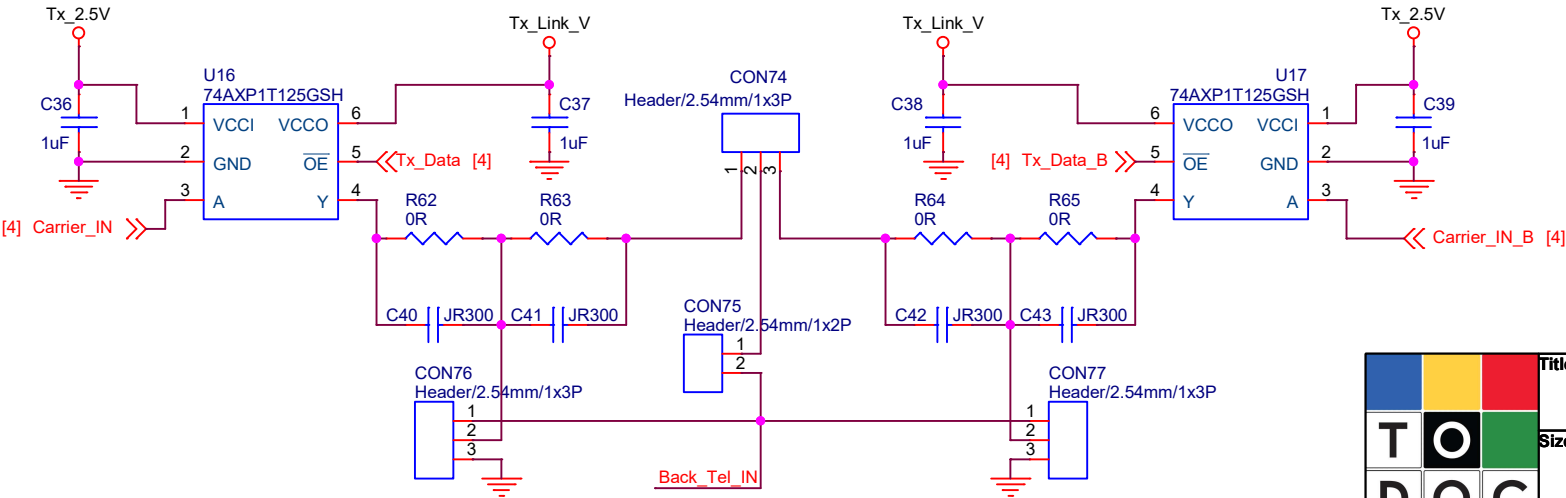 Tx_2.5V
Tx_Link_V
Tx_Link_V
Tx_2.5V
U16
74AXP1T125GSH
C36
1uF
1
2
3
VCCI
GND
A
VCCO
OE
Y
6
5
4
C37
1uF
Tx_Data [4]
[4] Carrier_IN
CON74
Header/2.54mm/1x3P
1
2
3
C38
1uF
[4] Tx_Data_B
U17
74AXP1T125GSH
6
5
4
VCCO
OE
Y
VCCI
GND
A
1
2
3
C39
1uF
Carrier_IN_B [4]
R62
0R
R63
0R
R64
0R
R65
0R
C40
JR300
C41
JR300
C42
JR300
C43
JR300
CON75
Header/2.54mm/1x2P
1
2
CON76
Header/2.54mm/1x3P
1
2
3
CON77
Header/2.54mm/1x3P
1
2
3
Back_Tel_IN
T O
D O C